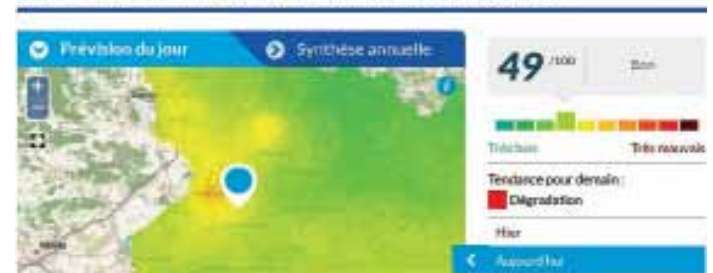 Prévision du jour
Synthèse annuelle
49 /100
Bon
Très bon
Très mauvais
Tendance pour demain :
Dégradation
Hier
Aujourd'hui